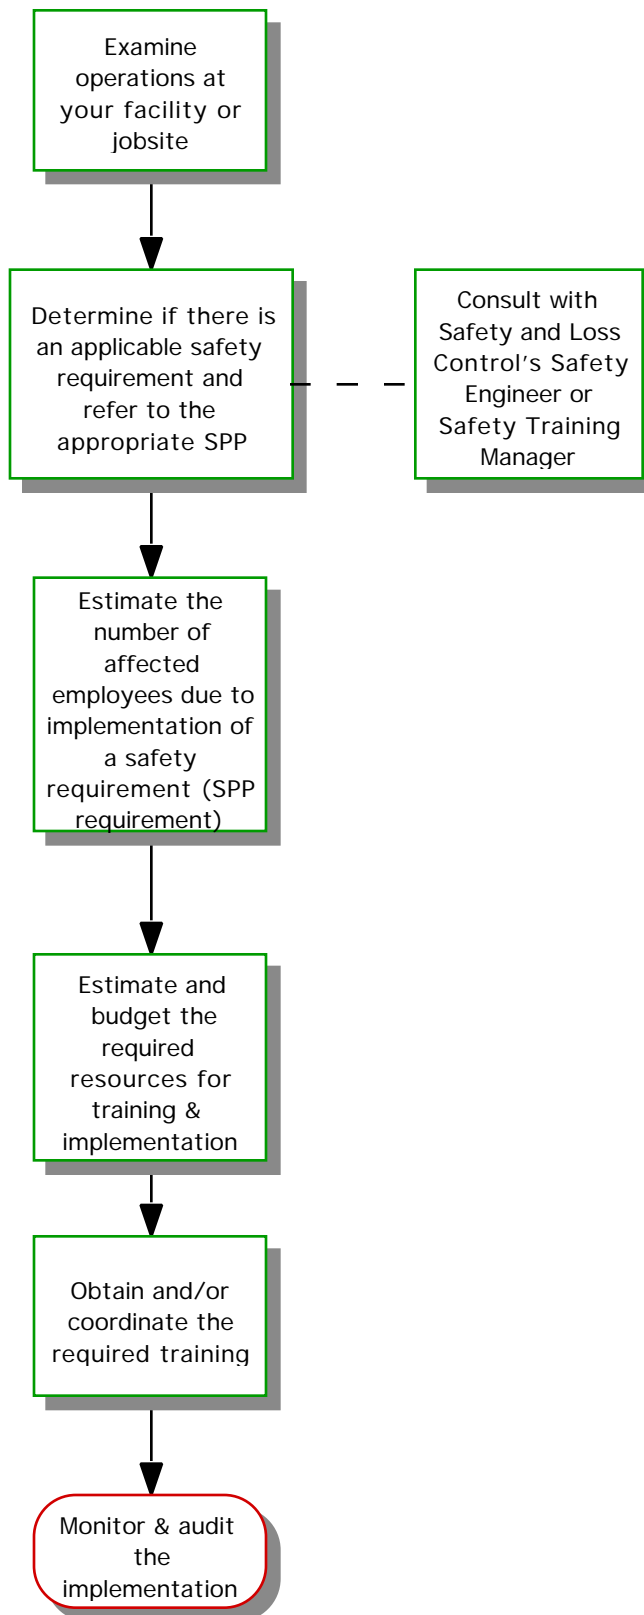 Examine
operations at
your facility or
jobsite
Determine if there is
an applicable safety
requirement and
refer to the
appropriate SPP
Consult with
Safety and Loss
Control's Safety
Engineer or
Safety Training
Manager
Estimate the
number of
affected
employees due to
implementation of
a safety
requirement (SPP
requirement)
Estimate and
budget the
required
resources for
training &
implementation
Obtain and/or
coordinate the
required training
Monitor & audit
the
implementation